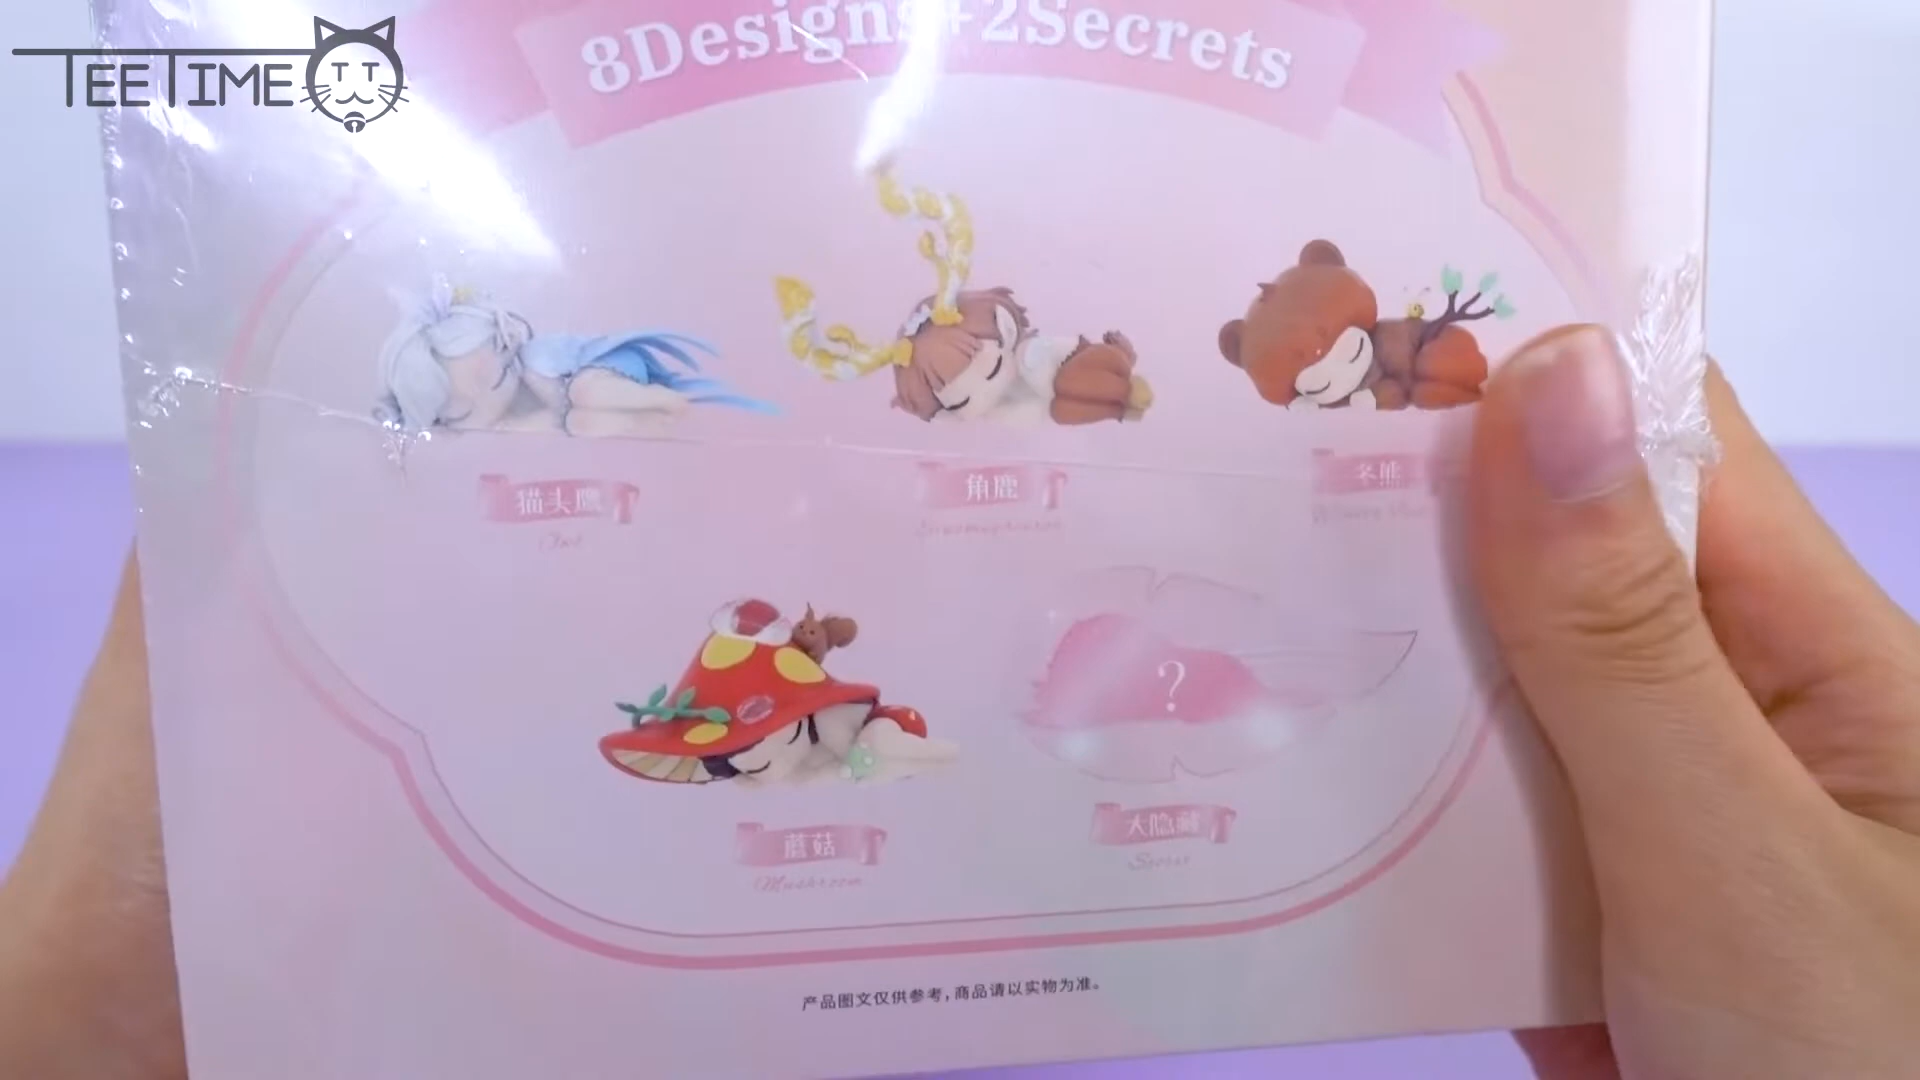 TEETIME
8Designs+2Secrets
猫头鹰
Owl
角鹿
冬熊
?
蘑菇
Mushroom
大隐藏
Secret
产品图文仅供参考,商品请以实物为准。